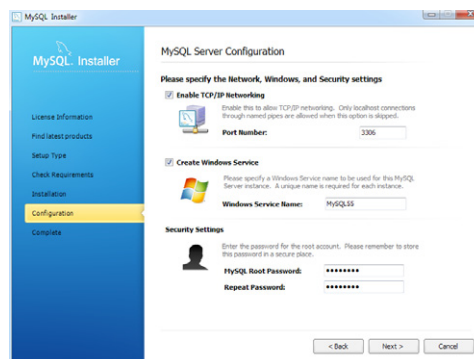 MySQL Installer
MySQL. Installer
License Information
Find latest products
Setup Type
Check Requirements
Installation
Configuration
Complete
MySQL Server Configuration
Please specify the Network, Windows, and Security settings
Enable TCP/IP Networking
Enable this to allow TCP/IP networking. Only localhost connections
through named pipes are allowed when this option is skipped.
Port Number: 3306
Create Windows Service
Please specify a Windows Service name to be used for this MySQL
Server instance. A unique name is required for each instance.
Windows Service Name: MySQL55
Security Settings
Enter the password for the root account. Please remember to store
this password in a secure place.
MySQL Root Password: ••••••••
Repeat Password: ••••••••
< Back Next > Cancel